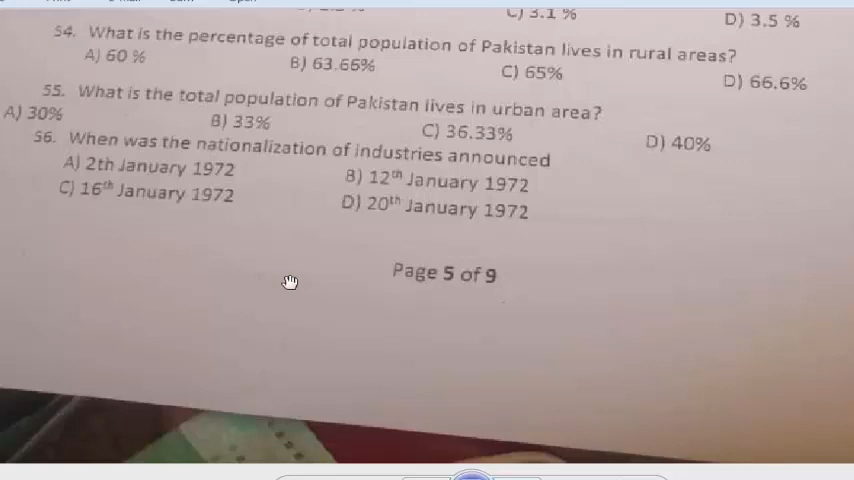 C) 3.1 % D) 3.5 %
54. What is the percentage of total population of Pakistan lives in rural areas?
A) 60 % B) 63.66% C) 65% D) 66.6%
55. What is the total population of Pakistan lives in urban area?
A) 30% B) 33% C) 36.33% D) 40%
56. When was the nationalization of industries announced
A) 2th January 1972 B) 12th January 1972
C) 16th January 1972 D) 20th January 1972
Page 5 of 9